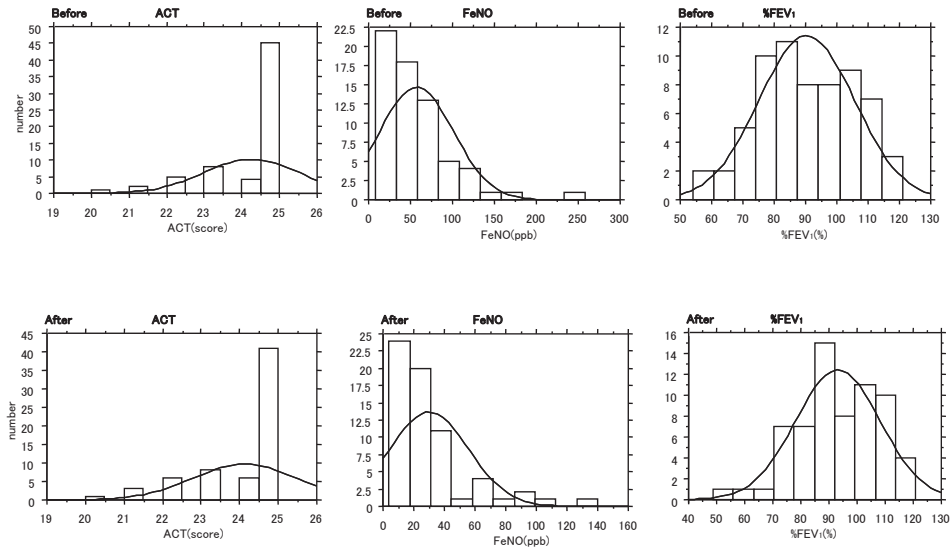 Before ACT
50
45
40
35
30
25
20
15
10
5
0
number
19 20 21 22 23 24 25 26
ACT(score)
Before FeNO
22.5
20
17.5
15
12.5
10
7.5
5
2.5
0
0 50 100 150 200 250 300
FeNO(ppb)
Before %FEV₁
12
10
8
6
4
2
0
50 60 70 80 90 100 110 120 130
%FEV₁(%)
After ACT
45
40
35
30
25
20
15
10
5
0
number
19 20 21 22 23 24 25 26
ACT(score)
After FeNO
25
22.5
20
17.5
15
12.5
10
7.5
5
2.5
0
0 20 40 60 80 100 120 140 160
FeNO(ppb)
After %FEV₁
16
14
12
10
8
6
4
2
0
40 50 60 70 80 90 100 110 120 130
%FEV₁(%)